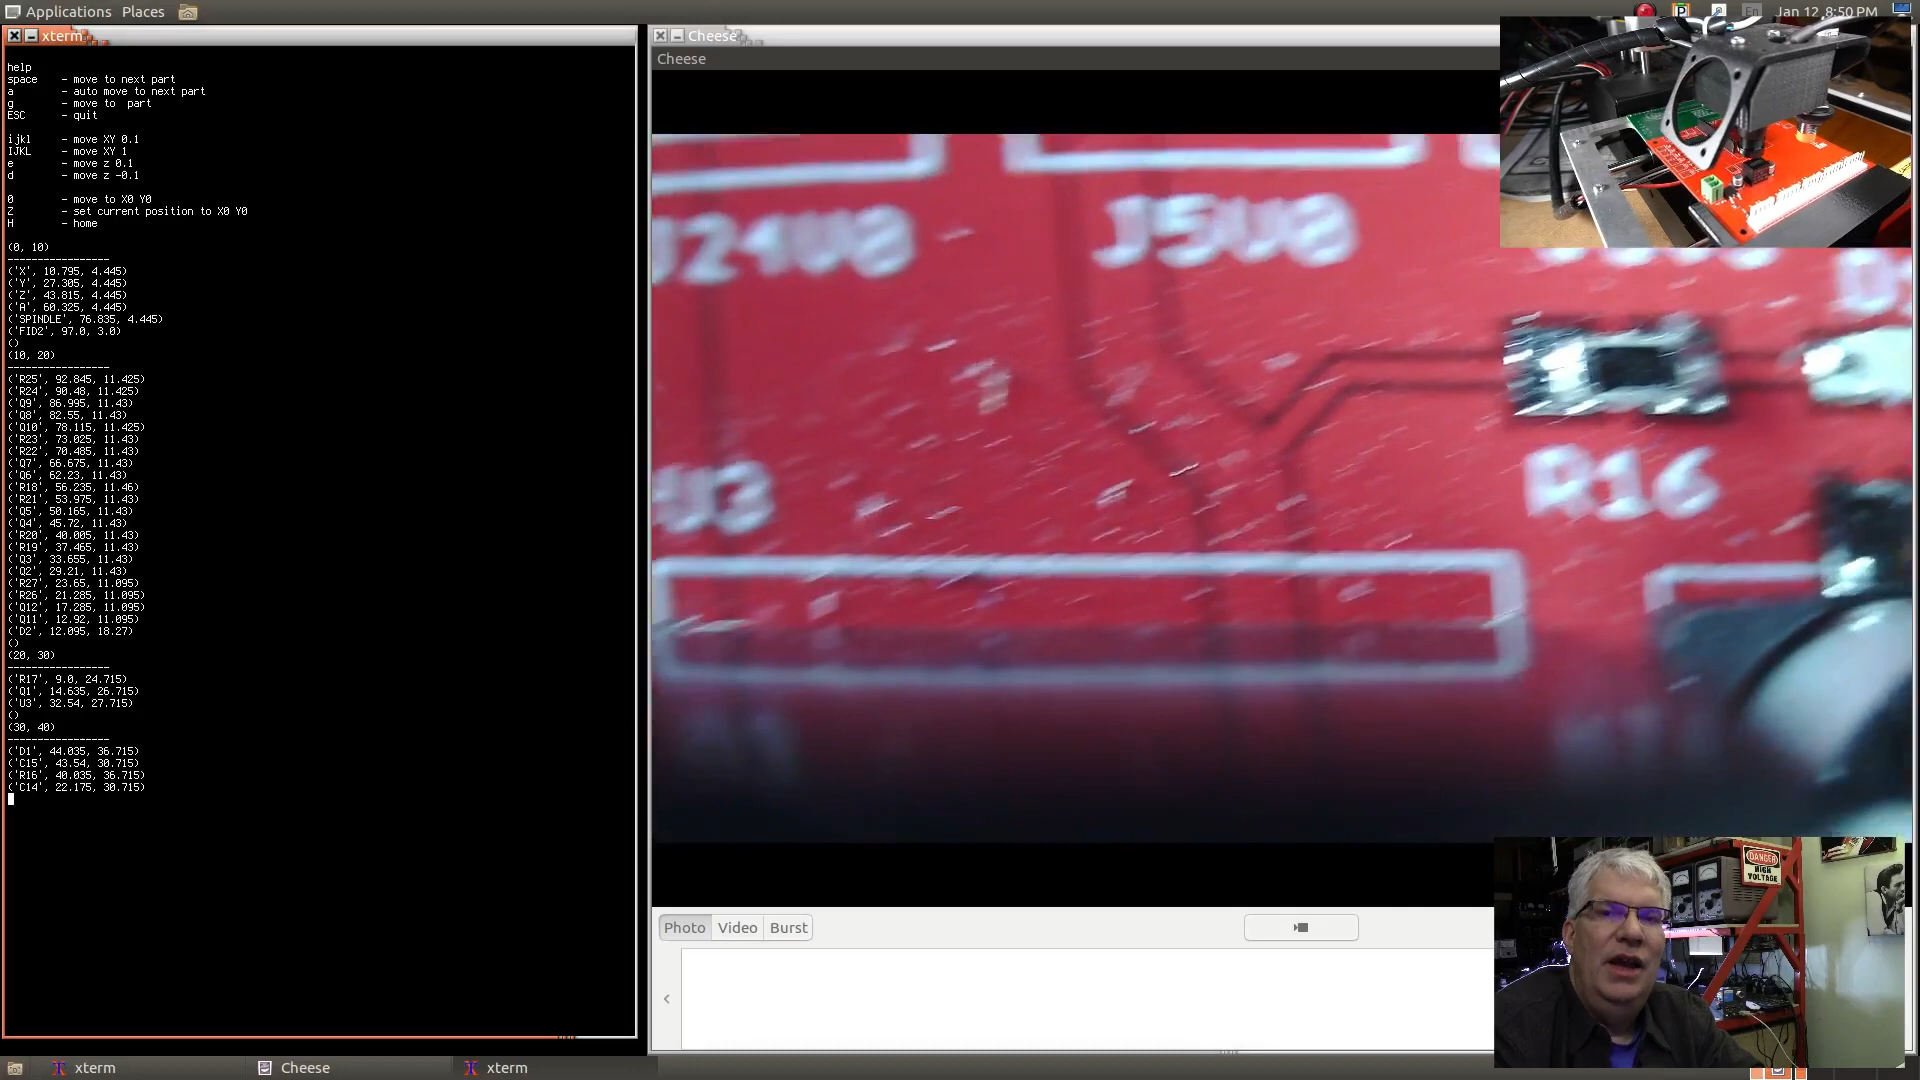 Applications Places
En Jan 12, 8:50 PM
xterm
help
space - move to next part
a - auto move to next part
g - move to part
ESC - quit
ijkl - move XY 0.1
IJKL - move XY 1
e - move z 0.1
d - move z -0.1
0 - move to X0 Y0
Z - set current position to X0 Y0
H - home
(0, 10)
-----------------
('X', 10.795, 4.445)
('Y', 27.305, 4.445)
('Z', 43.815, 4.445)
('A', 60.325, 4.445)
('SPINDLE', 76.835, 4.445)
('FID2', 97.0, 3.0)
()
(10, 20)
-----------------
('R25', 92.845, 11.425)
('R24', 90.48, 11.425)
('Q9', 86.995, 11.43)
('Q8', 82.55, 11.43)
('Q10', 78.115, 11.425)
('R23', 73.025, 11.43)
('R22', 70.485, 11.43)
('Q7', 66.675, 11.43)
('Q6', 62.23, 11.43)
('R18', 56.235, 11.46)
('R21', 53.975, 11.43)
('Q5', 50.165, 11.43)
('Q4', 45.72, 11.43)
('R20', 40.005, 11.43)
('R19', 37.465, 11.43)
('Q3', 33.655, 11.43)
('Q2', 29.21, 11.43)
('R27', 23.65, 11.095)
('R26', 21.285, 11.095)
('Q12', 17.285, 11.095)
('Q11', 12.92, 11.095)
('D2', 12.095, 18.27)
()
(20, 30)
-----------------
('R17', 9.0, 24.715)
('Q1', 14.635, 26.715)
('U3', 32.54, 27.715)
()
(30, 40)
-----------------
('D1', 44.035, 36.715)
('C15', 43.54, 30.715)
('R16', 40.035, 36.715)
('C14', 22.175, 30.715)
Cheese
Cheese
J24V8
J5V8
U3
R16
Photo Video Burst
DANGER
HIGH
VOLTAGE
xterm Cheese xterm